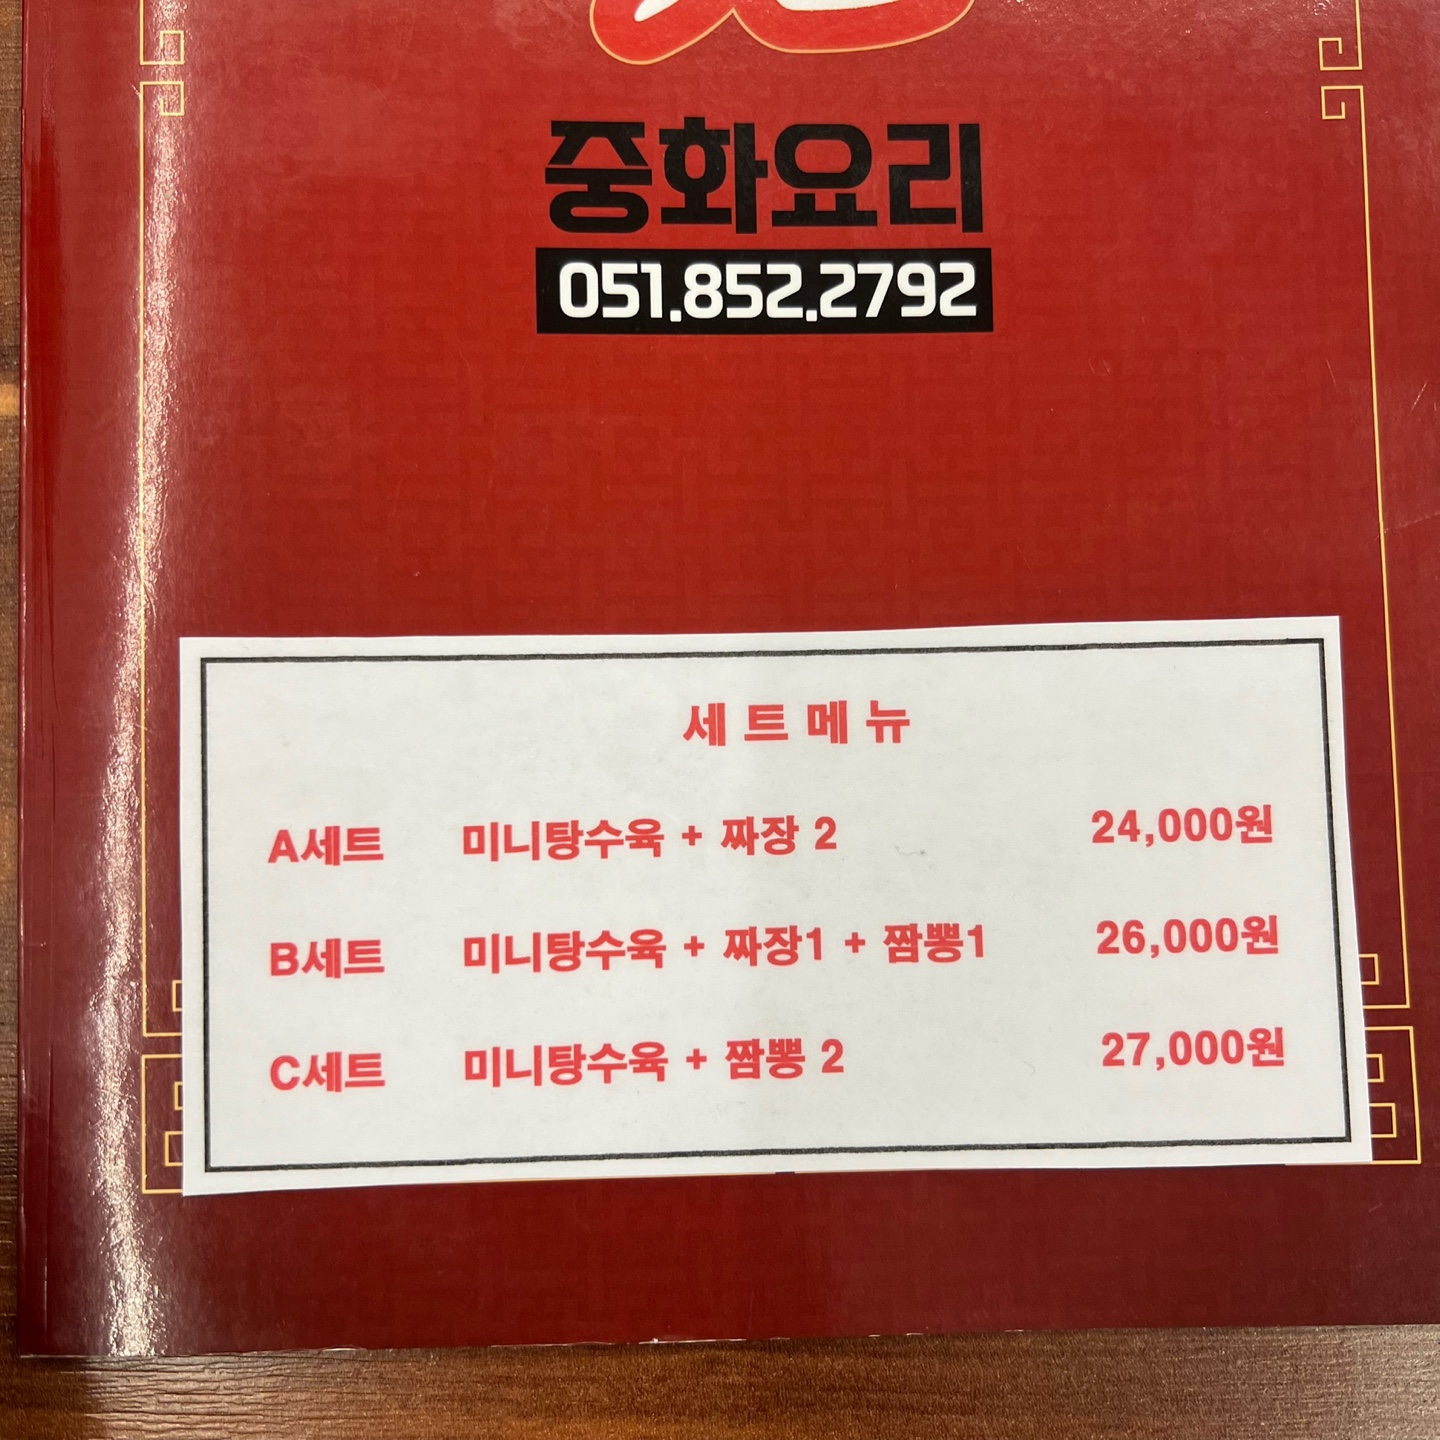 중화요리
051.852.2792
세트메뉴
A세트 미니탕수육 + 짜장 2 24,000원
B세트 미니탕수육 + 짜장1 + 짬뽕1 26,000원
C세트 미니탕수육 + 짬뽕 2 27,000원